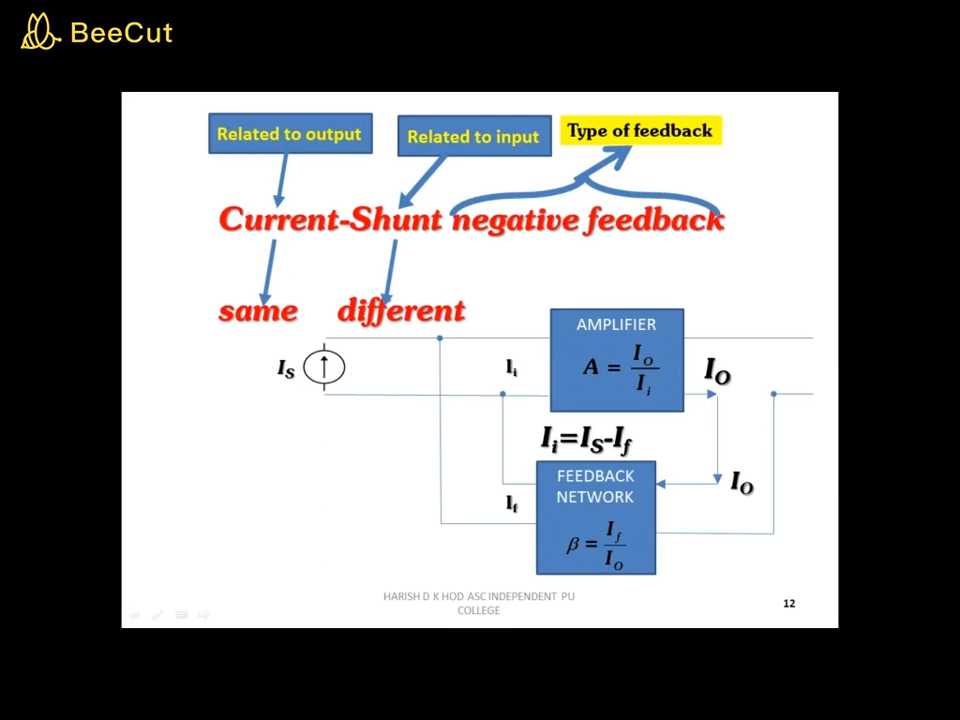 BeeCut
Related to output
Related to input
Type of feedback
Current-Shunt negative feedback
same different
AMPLIFIER
A = I_O / I_i
I_S
I_i
I_O
I_i=I_S-I_f
FEEDBACK
NETWORK
β = I_f / I_O
I_f
I_O
HARISH D K HOD ASC INDEPENDENT PU
COLLEGE
12